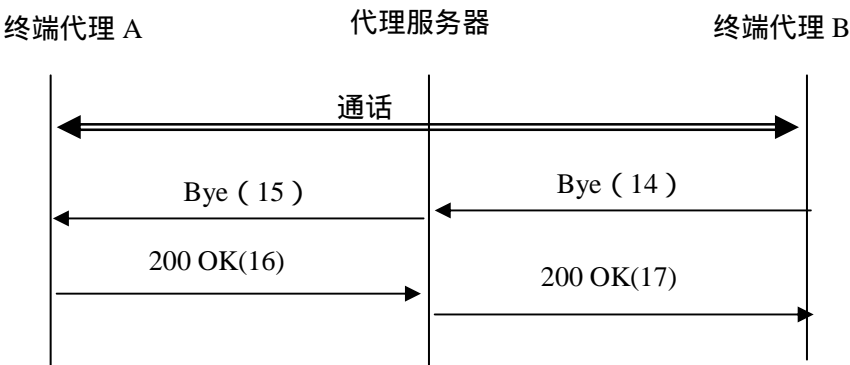 终端代理 A
代理服务器
终端代理 B
通话
Bye（15）
Bye（14）
200 OK(16)
200 OK(17)